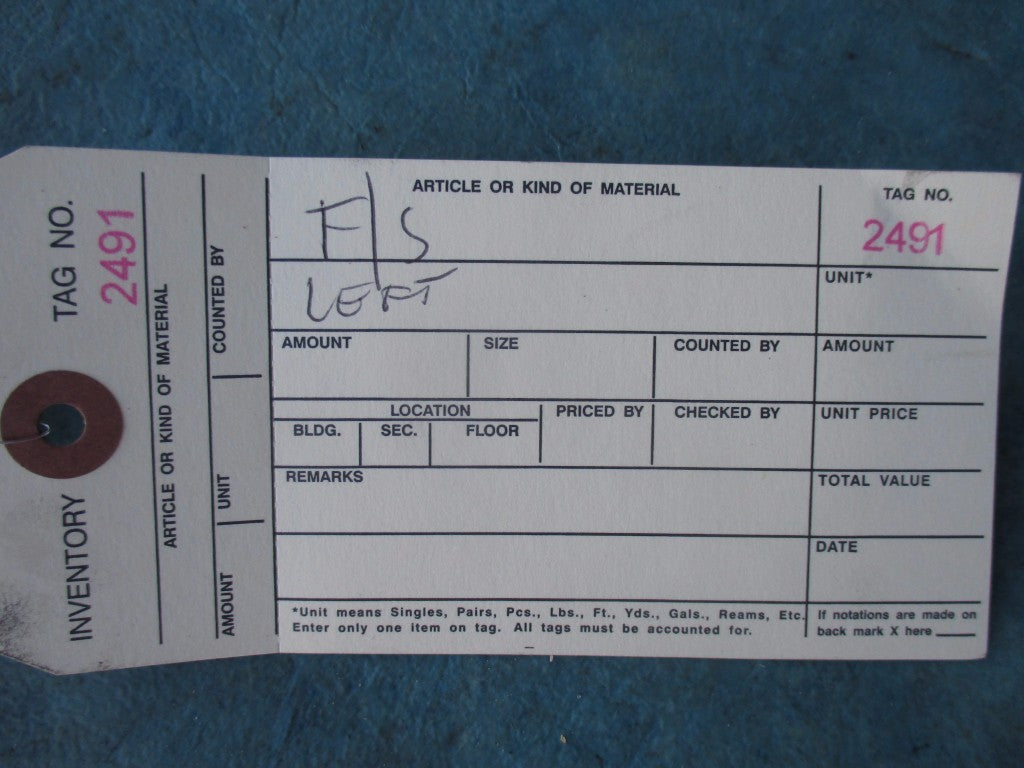 INVENTORY TAG NO.
2491
ARTICLE OR KIND OF MATERIAL
AMOUNT UNIT COUNTED BY
ARTICLE OR KIND OF MATERIAL TAG NO.
F/S 2491
LEFT UNIT*
AMOUNT SIZE COUNTED BY AMOUNT
LOCATION PRICED BY CHECKED BY UNIT PRICE
BLDG. SEC. FLOOR
REMARKS TOTAL VALUE
DATE
*Unit means Singles, Pairs, Pcs., Lbs., Ft., Yds., Gals., Reams, Etc.
Enter only one item on tag. All tags must be accounted for.
If notations are made on
back mark X here